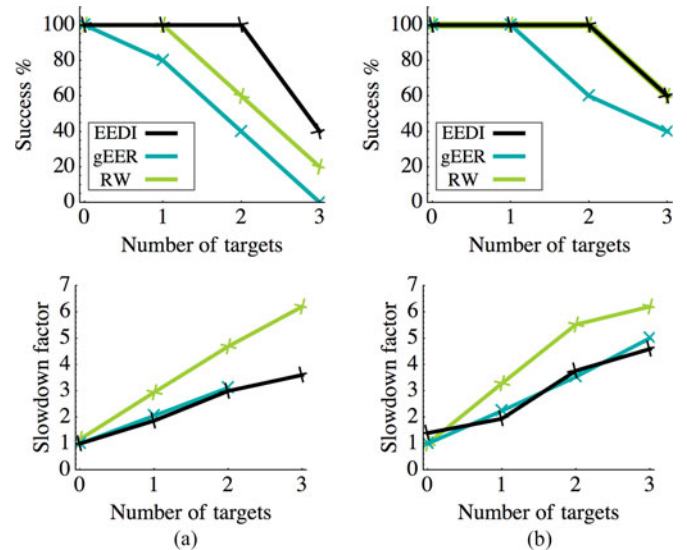 100
80
60
40
20
0
Success %
EEDI
gEER
RW
0 1 2 3
Number of targets
100
80
60
40
20
0
Success %
EEDI
gEER
RW
0 1 2 3
Number of targets
7
6
5
4
3
2
1
0
Slowdown factor
0 1 2 3
Number of targets
(a)
7
6
5
4
3
2
1
0
Slowdown factor
0 1 2 3
Number of targets
(b)